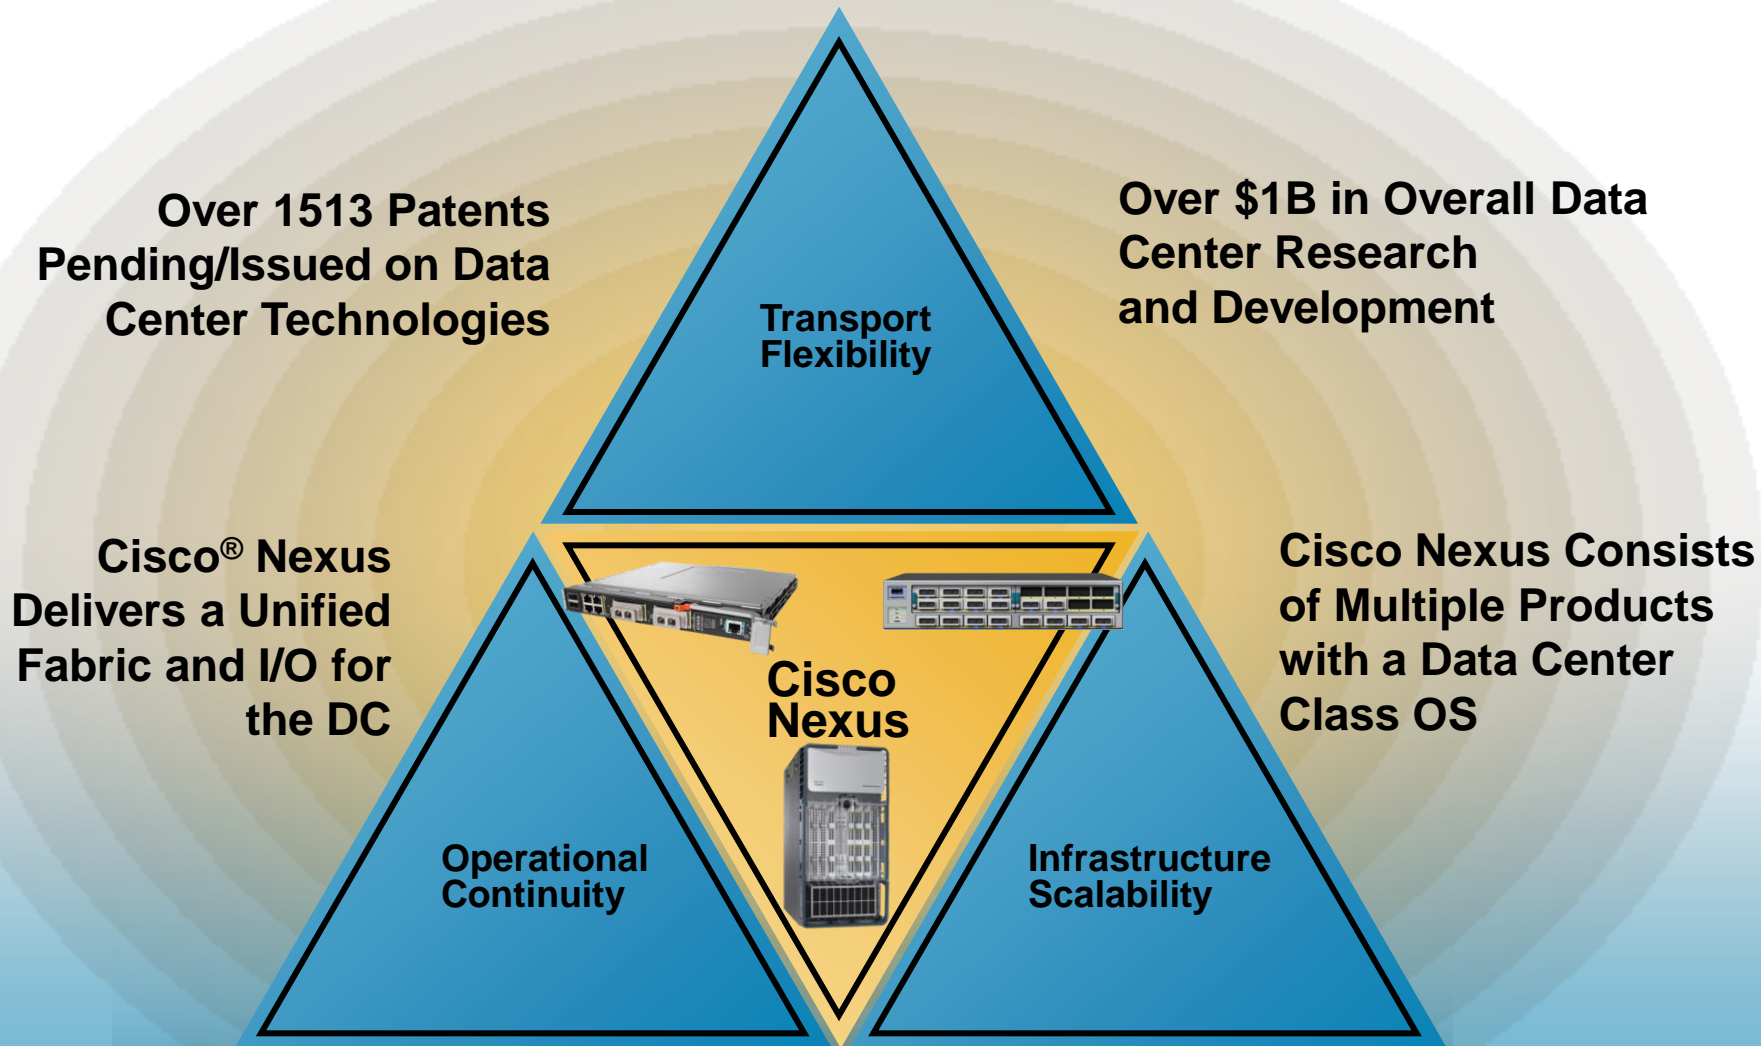 Over 1513 Patents
Pending/Issued on Data
Center Technologies
Over $1B in Overall Data
Center Research
and Development
Transport
Flexibility
Cisco® Nexus
Delivers a Unified
Fabric and I/O for
the DC
Cisco Nexus Consists
of Multiple Products
with a Data Center
Class OS
Cisco
Nexus
Operational
Continuity
Infrastructure
Scalability